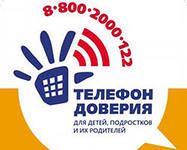 8-800-2000-122
ТЕЛЕФОН
ДОВЕРИЯ
ДЛЯ ДЕТЕЙ, ПОДРОСТКОВ
И ИХ РОДИТЕЛЕЙ